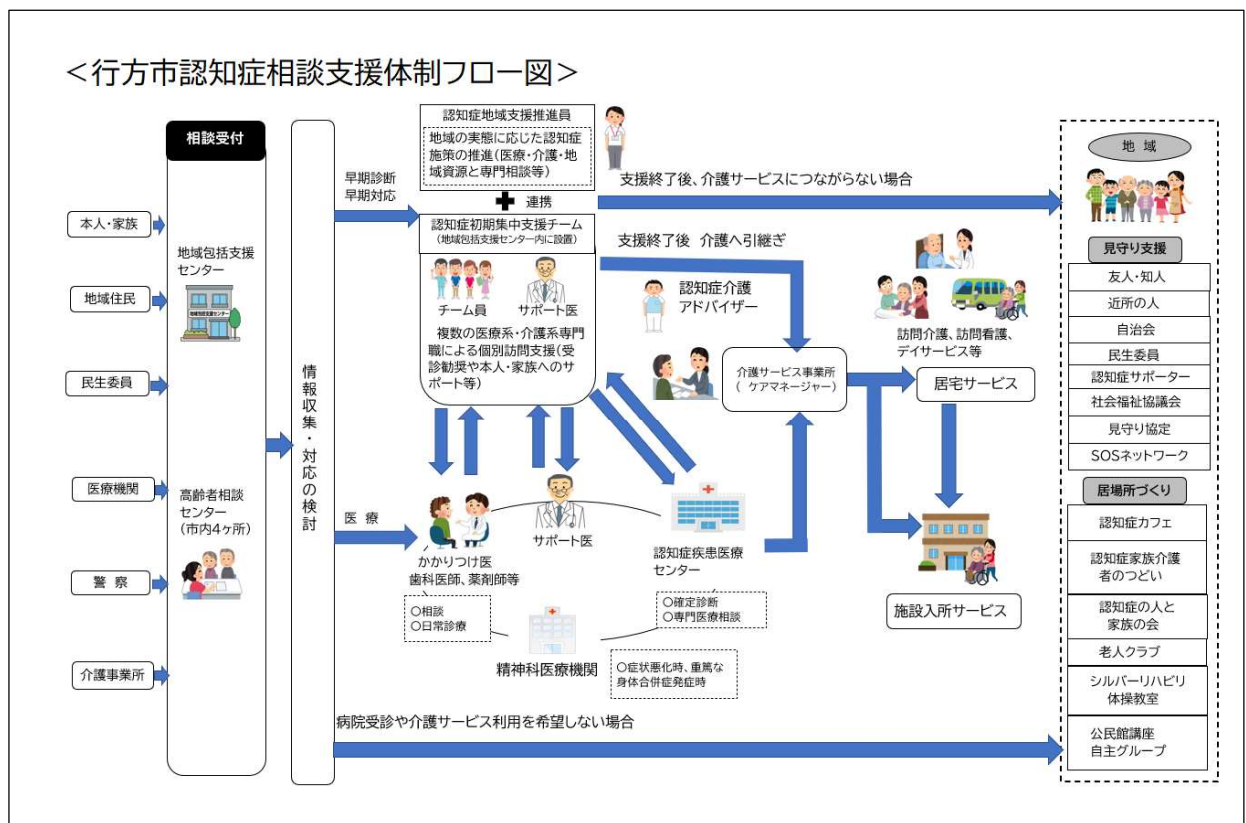 ＜行方市認知症相談支援体制フロー図＞
相談受付
本人・家族
地域住民
民生委員
医療機関
警 察
介護事業所
地域包括支援
センター
地域包括支援センター
高齢者相談
センター
（市内4ヶ所）
情報収集・対応の検討
早期診断
早期対応
認知症地域支援推進員
地域の実態に応じた認知症
施策の推進（医療・介護・地
域資源と専門相談等）
連携
認知症初期集中支援チーム
（地域包括支援センター内に設置）
チーム員
サポート医
複数の医療系・介護系専門
職による個別訪問支援（受
診勧奨や本人・家族へのサ
ポート等）
支援終了後、介護サービスにつながらない場合
支援終了後 介護へ引継ぎ
認知症介護
アドバイザー
介護サービス事業所
（ ケアマネージャー）
訪問介護、訪問看護、
デイサービス等
居宅サービス
施設入所サービス
医 療
かかりつけ医
歯科医師、薬剤師等
○相談
○日常診療
サポート医
認知症疾患医療
センター
○確定診断
○専門医療相談
精神科医療機関
○症状悪化時、重篤な
身体合併症発症時
病院受診や介護サービス利用を希望しない場合
地 域
見守り支援
友人・知人
近所の人
自治会
民生委員
認知症サポーター
社会福祉協議会
見守り協定
SOSネットワーク
居場所づくり
認知症カフェ
認知症家族介護
者のつどい
認知症の人と
家族の会
老人クラブ
シルバーリハビリ
体操教室
公民館講座
自主グループ